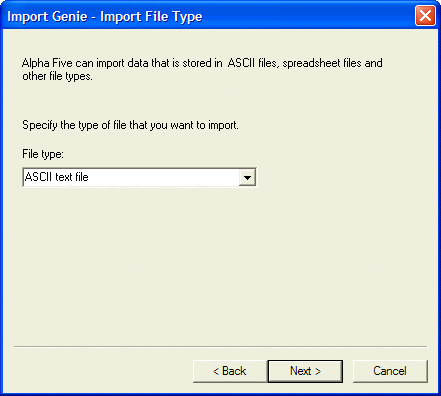 Import Genie - Import File Type
Alpha Five can import data that is stored in ASCII files, spreadsheet files and
other file types.
Specify the type of file that you want to import.
File type:
ASCII text file
< Back
Next >
Cancel